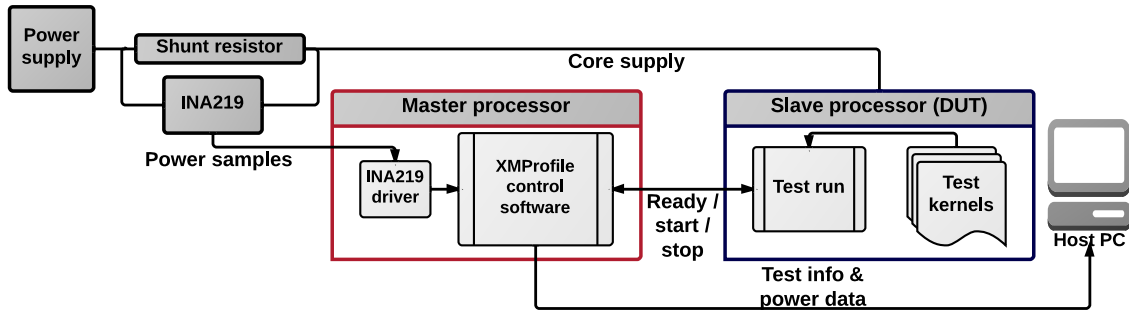 Power
supply
Shunt resistor
INA219
Core supply
Power samples
Master processor
INA219
driver
XMProfile
control
software
Ready /
start /
stop
Slave processor (DUT)
Test run
Test
kernels
Host PC
Test info &
power data